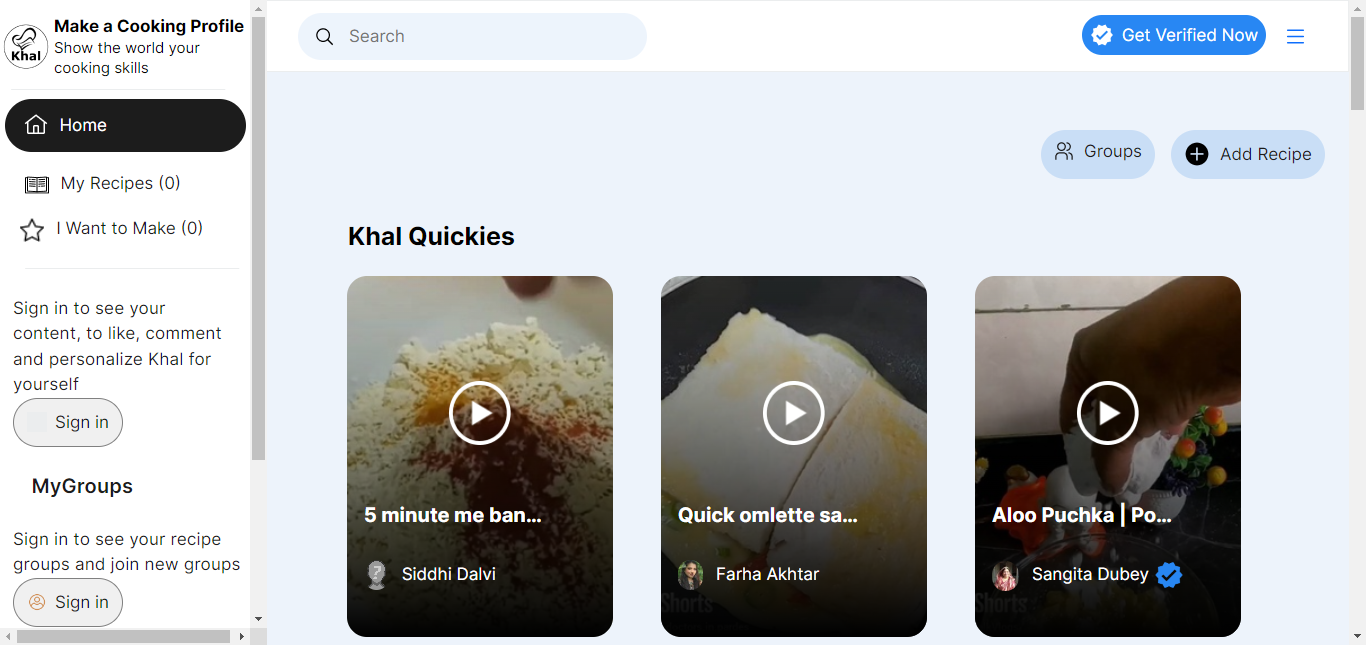 Khal
Make a Cooking Profile
Show the world your
cooking skills
Home
My Recipes (0)
I Want to Make (0)
Sign in to see your
content, to like, comment
and personalize Khal for
yourself
Sign in
MyGroups
Sign in to see your recipe
groups and join new groups
Sign in
Search
Get Verified Now
Groups
Add Recipe
Khal Quickies
5 minute me ban...
Siddhi Dalvi
Quick omlette sa...
Farha Akhtar
Shorts
Aloo Puchka | Po...
Sangita Dubey
Shorts